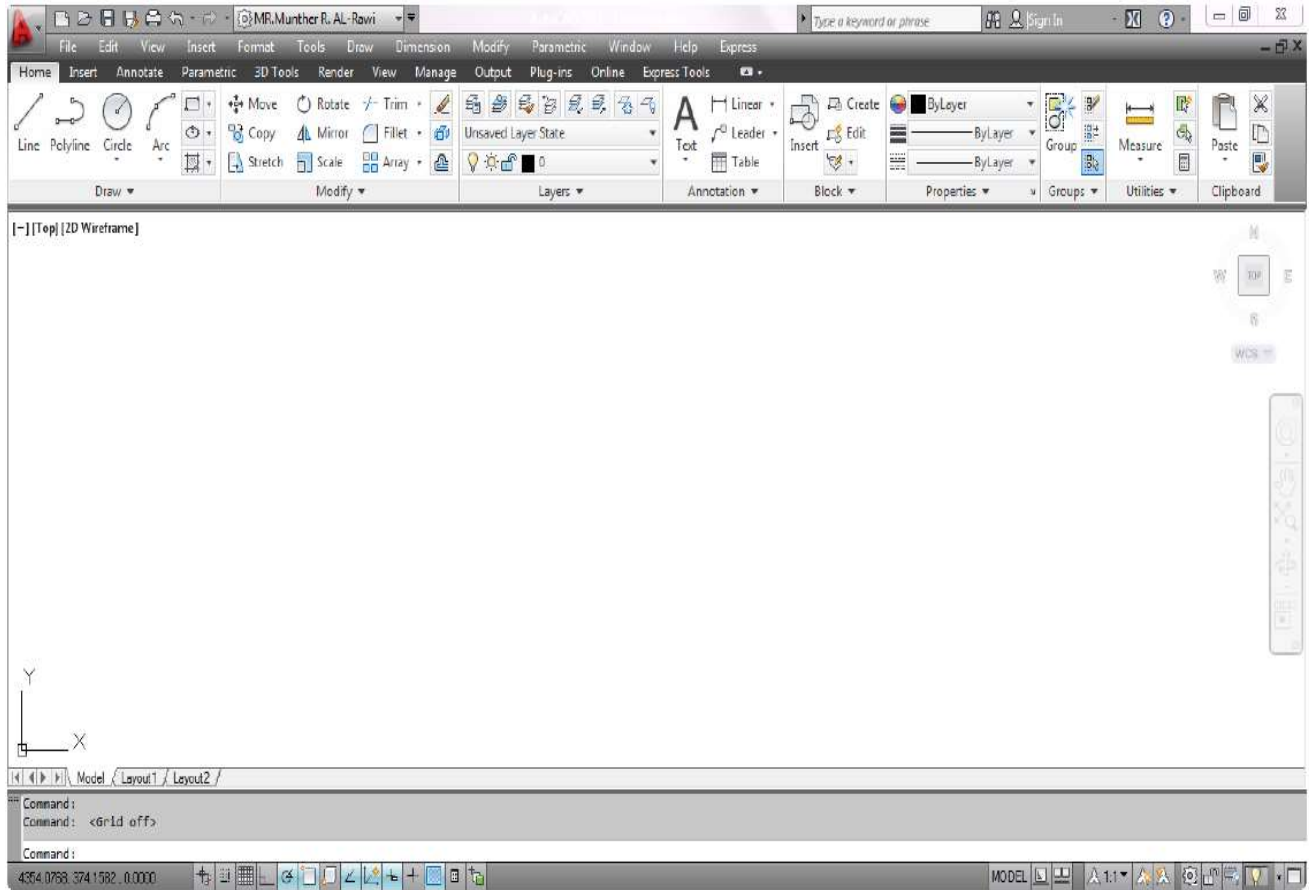 MR.Munther R. AL-Rawi Type a keyword or phrase Sign In
File Edit View Insert Format Tools Draw Dimension Modify Parametric Window Help Express
Home Insert Annotate Parametric 3D Tools Render View Manage Output Plug-ins Online Express Tools
Move Rotate Trim Linear Create ByLayer
Line Polyline Circle Arc Copy Mirror Fillet Unsaved Layer State Text Leader Insert Edit ByLayer Group Measure Paste
Stretch Scale Array 0 Table ByLayer
Draw Modify Layers Annotation Block Properties Groups Utilities Clipboard
[-] [Top] [2D Wireframe]
W TOP E
WCS
Y
X
Model Layout1 Layout2
Command:
Command: <Grid off>
Command:
4354.0768, 374.1582 , 0.0000 MODEL 1:1